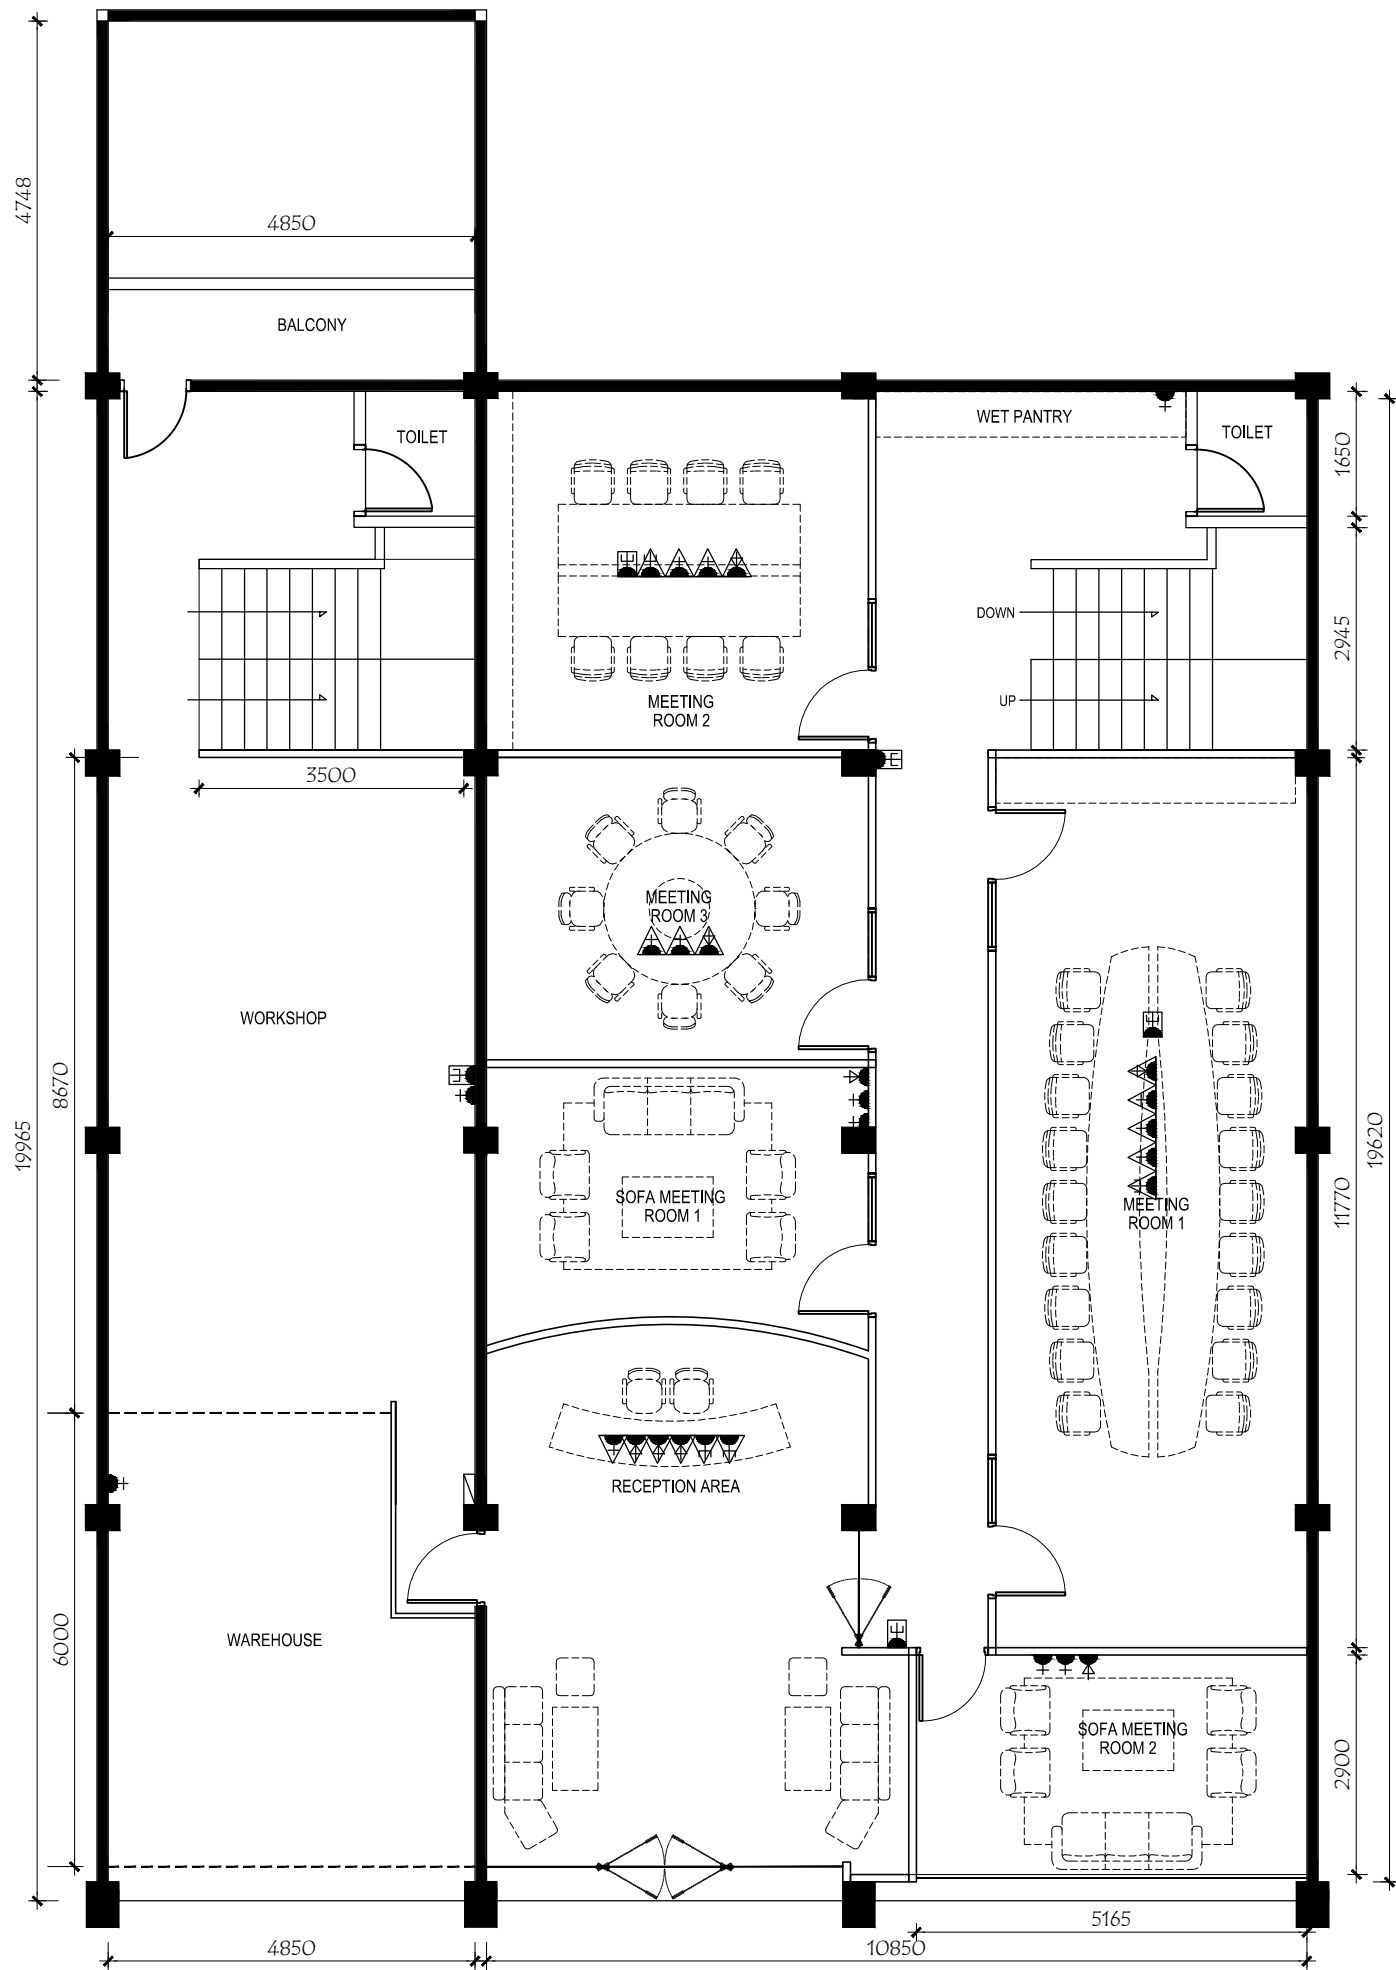 4748
4850
BALCONY
TOILET
WET PANTRY
TOILET
1650
DOWN
2945
UP
MEETING
ROOM 2
3500
E
MEETING
ROOM 3
WORKSHOP
8670
19965
SOFA MEETING
ROOM 1
MEETING
ROOM 1
11770
19620
RECEPTION AREA
6000
WAREHOUSE
SOFA MEETING
ROOM 2
2900
5165
4850
10850